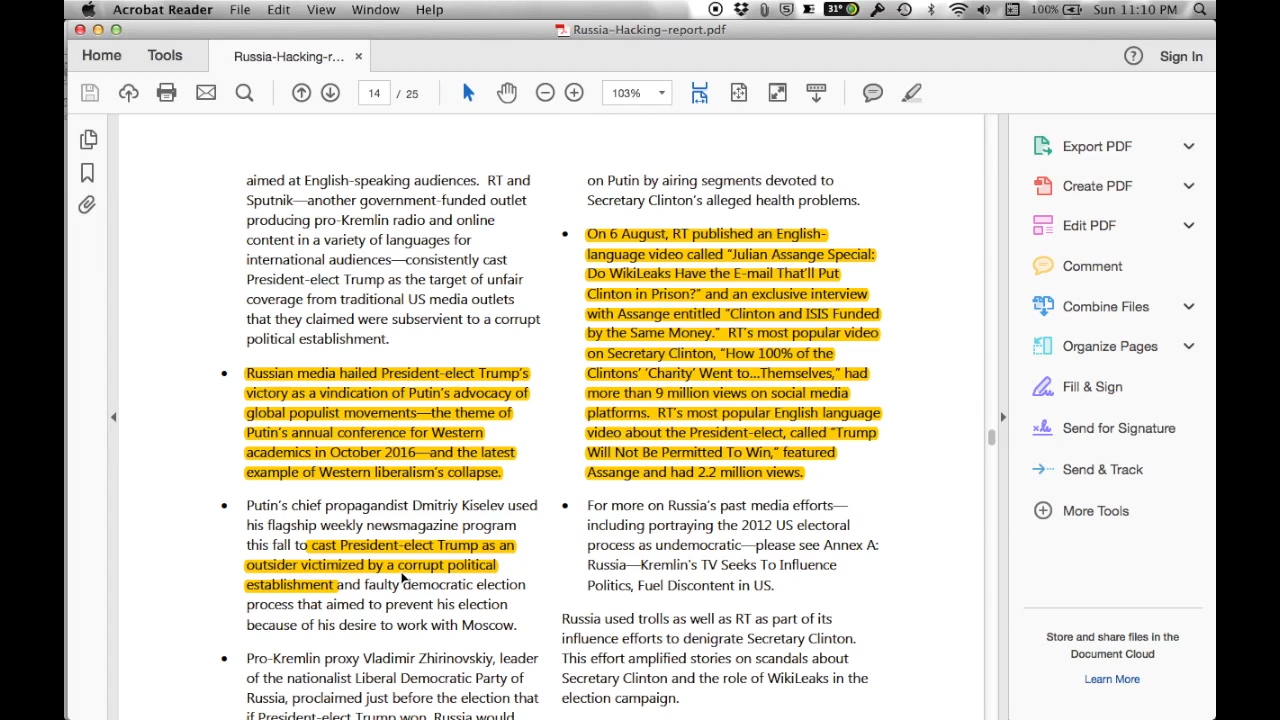 Acrobat Reader File Edit View Window Help 31° 100% Sun 11:10 PM
Russia-Hacking-report.pdf
Home Tools Russia-Hacking-r... × Sign In
14 / 25 103%
aimed at English-speaking audiences. RT and
Sputnik—another government-funded outlet
producing pro-Kremlin radio and online
content in a variety of languages for
international audiences—consistently cast
President-elect Trump as the target of unfair
coverage from traditional US media outlets
that they claimed were subservient to a corrupt
political establishment.
• Russian media hailed President-elect Trump's
victory as a vindication of Putin's advocacy of
global populist movements—the theme of
Putin's annual conference for Western
academics in October 2016—and the latest
example of Western liberalism's collapse.
• Putin's chief propagandist Dmitriy Kiselev used
his flagship weekly newsmagazine program
this fall to cast President-elect Trump as an
outsider victimized by a corrupt political
establishment and faulty democratic election
process that aimed to prevent his election
because of his desire to work with Moscow.
• Pro-Kremlin proxy Vladimir Zhirinovskiy, leader
of the nationalist Liberal Democratic Party of
Russia, proclaimed just before the election that
if President-elect Trump won, Russia would
on Putin by airing segments devoted to
Secretary Clinton's alleged health problems.
• On 6 August, RT published an English-
language video called "Julian Assange Special:
Do WikiLeaks Have the E-mail That'll Put
Clinton in Prison?" and an exclusive interview
with Assange entitled "Clinton and ISIS Funded
by the Same Money." RT's most popular video
on Secretary Clinton, "How 100% of the
Clintons' 'Charity' Went to...Themselves," had
more than 9 million views on social media
platforms. RT's most popular English language
video about the President-elect, called "Trump
Will Not Be Permitted To Win," featured
Assange and had 2.2 million views.
• For more on Russia's past media efforts—
including portraying the 2012 US electoral
process as undemocratic—please see Annex A:
Russia—Kremlin's TV Seeks To Influence
Politics, Fuel Discontent in US.
Russia used trolls as well as RT as part of its
influence efforts to denigrate Secretary Clinton.
This effort amplified stories on scandals about
Secretary Clinton and the role of WikiLeaks in the
election campaign.
Export PDF
Create PDF
Edit PDF
Comment
Combine Files
Organize Pages
Fill & Sign
Send for Signature
Send & Track
More Tools
Store and share files in the
Document Cloud
Learn More